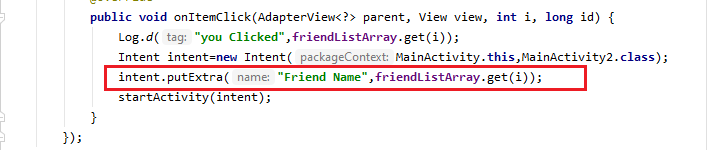 public void onItemClick(AdapterView<?> parent, View view, int i, long id) {
Log.d( tag: "you Clicked",friendListArray.get(i));
Intent intent=new Intent( packageContext: MainActivity.this,MainActivity2.class);
intent.putExtra( name: "Friend Name",friendListArray.get(i));
startActivity(intent);
}
});